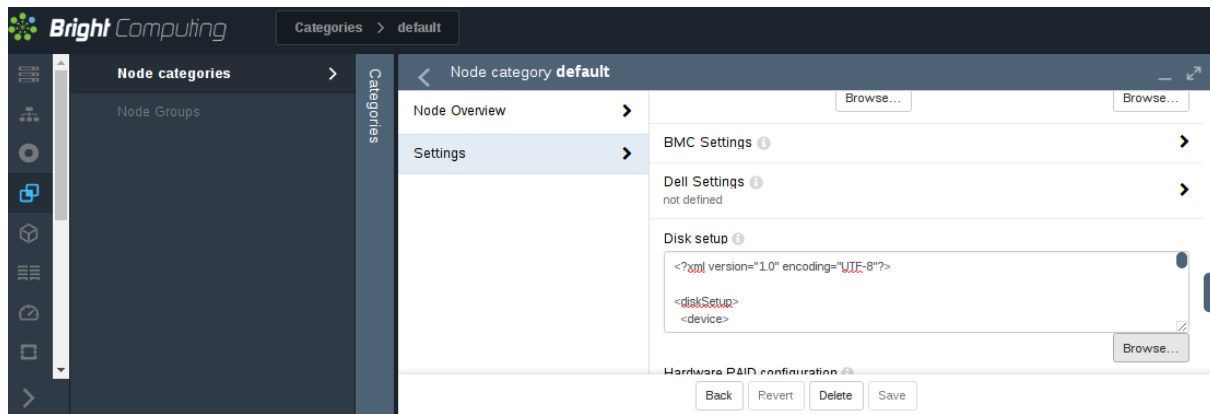 Bright Computing
Categories > default
Node categories
Node Groups
Categories
Node category default
Node Overview
Settings
Browse...
Browse...
BMC Settings
Dell Settings
not defined
Disk setup
<?xml version="1.0" encoding="UTF-8"?>
<diskSetup>
<device>
Browse...
Hardware RAID configuration
Back Revert Delete Save